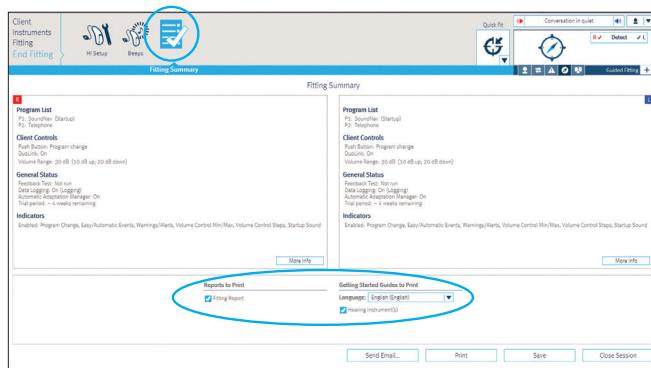 Client
Instruments
Fitting
End Fitting
HI Setup
Beeps
Quick Fit
Conversation in quiet
R Detect L
Fitting Summary
Guided Fitting
Fitting Summary
R
Program List
P1: SoundNav (Startup)
P2: Telephone
Client Controls
Push Button: Program change
DuoLink: On
Volume Range: 20 dB (10 dB up; 20 dB down)
General Status
Feedback Test: Not run
Data Logging: On (Logging)
Automatic Adaptation Manager: On
Trial period: ~ 4 weeks remaining
Indicators
Enabled: Program Change, Easy/Automatic Events, Warnings/Alerts, Volume Control Min/Max, Volume Control Steps, Startup Sound
More Info
L
Program List
P1: SoundNav (Startup)
P2: Telephone
Client Controls
Push Button: Program change
DuoLink: On
Volume Range: 20 dB (10 dB up; 20 dB down)
General Status
Feedback Test: Not run
Data Logging: On (Logging)
Automatic Adaptation Manager: On
Trial period: ~ 4 weeks remaining
Indicators
Enabled: Program Change, Easy/Automatic Events, Warnings/Alerts, Volume Control Min/Max, Volume Control Steps, Startup Sound
More Info
Reports to Print
Fitting Report
Getting Started Guides to Print
Language: English (English)
Hearing Instrument(s)
Send Email...
Print
Save
Close Session